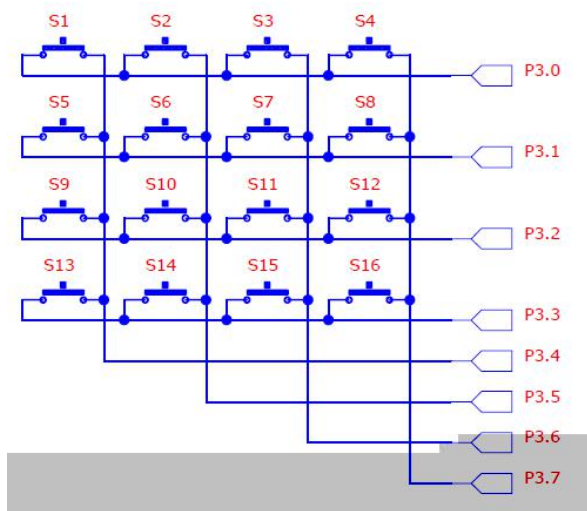 S1 S2 S3 S4
P3.0
S5 S6 S7 S8
P3.1
S9 S10 S11 S12
P3.2
S13 S14 S15 S16
P3.3
P3.4
P3.5
P3.6
P3.7